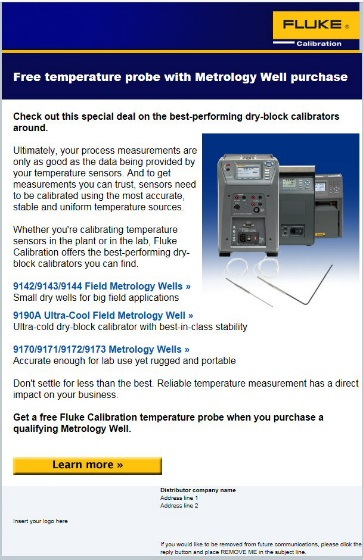 FLUKE®
Calibration
Free temperature probe with Metrology Well purchase
Check out this special deal on the best-performing dry-block calibrators
around.
Ultimately, your process measurements are
only as good as the data being provided by
your temperature sensors. And to get
measurements you can trust, sensors need
to be calibrated using the most accurate,
stable and uniform temperature sources.
Whether you're calibrating temperature
sensors in the plant or in the lab, Fluke
Calibration offers the best-performing dry-
block calibrators you can find.
9142/9143/9144 Field Metrology Wells »
Small dry wells for big field applications
9190A Ultra-Cool Field Metrology Well »
Ultra-cold dry-block calibrator with best-in-class stability
9170/9171/9172/9173 Metrology Wells »
Accurate enough for lab use yet rugged and portable
Don't settle for less than the best. Reliable temperature measurement has a direct
impact on your business.
Get a free Fluke Calibration temperature probe when you purchase a
qualifying Metrology Well.
Learn more »
Distributor company name
Address line 1
Address line 2
Insert your logo here
If you would like to be removed from future communications, please click the
reply button and place REMOVE ME in the subject line.